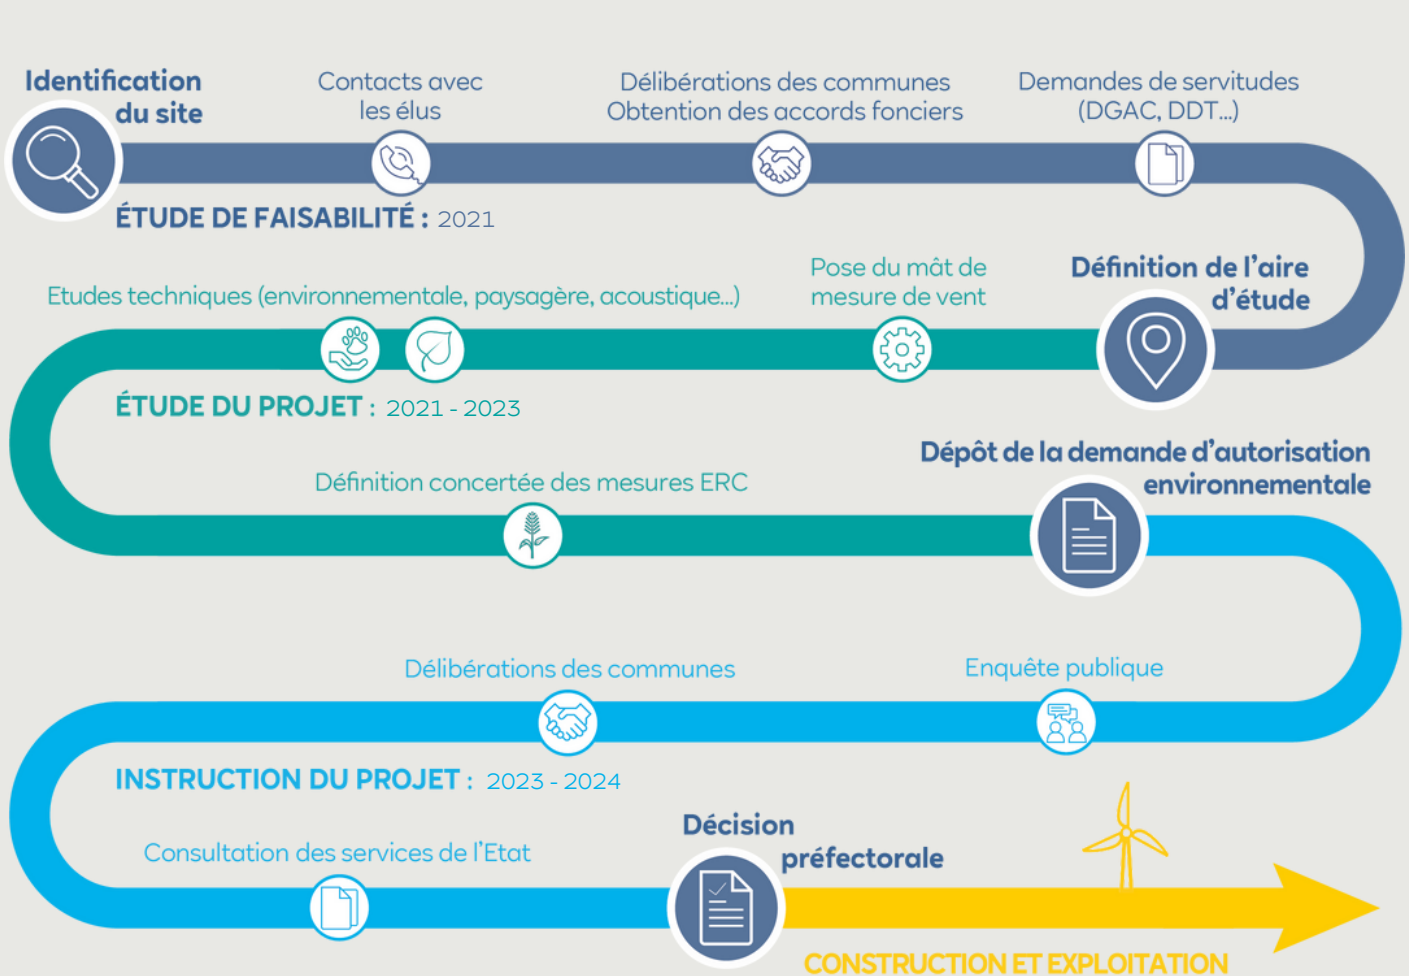 Identification
du site
Contacts avec
les élus
Délibérations des communes
Obtention des accords fonciers
Demandes de servitudes
(DGAC, DDT...)
ÉTUDE DE FAISABILITÉ : 2021
Définition de l'aire
d'étude
Pose du mât de
mesure de vent
Etudes techniques (environnementale, paysagère, acoustique...)
ÉTUDE DU PROJET : 2021 - 2023
Définition concertée des mesures ERC
Dépôt de la demande d'autorisation
environnementale
Enquête publique
Délibérations des communes
INSTRUCTION DU PROJET : 2023 - 2024
Consultation des services de l'Etat
Décision
préfectorale
CONSTRUCTION ET EXPLOITATION